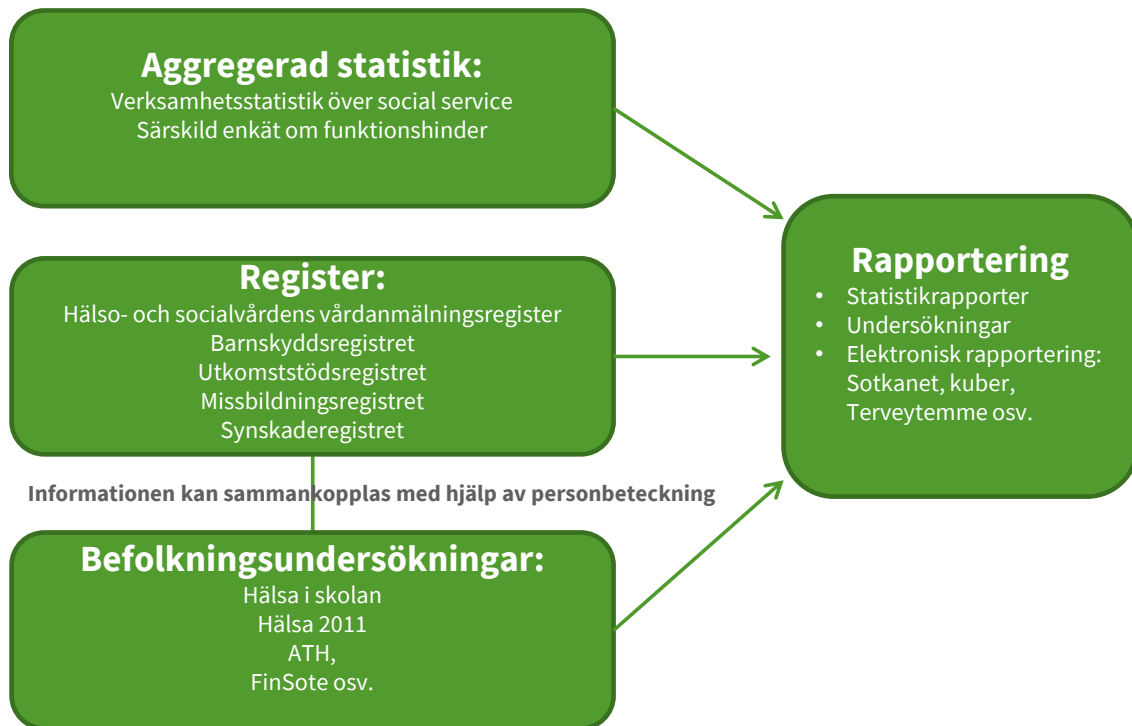 Aggregerad statistik:
Verksamhetsstatistik över social service
Särskild enkät om funktionshinder
Register:
Hälso- och socialvårdens vårdanmälningsregister
Barnskyddsregistret
Utkomststödsregistret
Missbildningsregistret
Synskaderegistret
Informationen kan sammankopplas med hjälp av personbeteckning
Befolkningsundersökningar:
Hälsa i skolan
Hälsa 2011
ATH,
FinSote osv.
Rapportering
• Statistikrapporter
• Undersökningar
• Elektronisk rapportering:
Sotkanet, kuber,
Terveytemme osv.